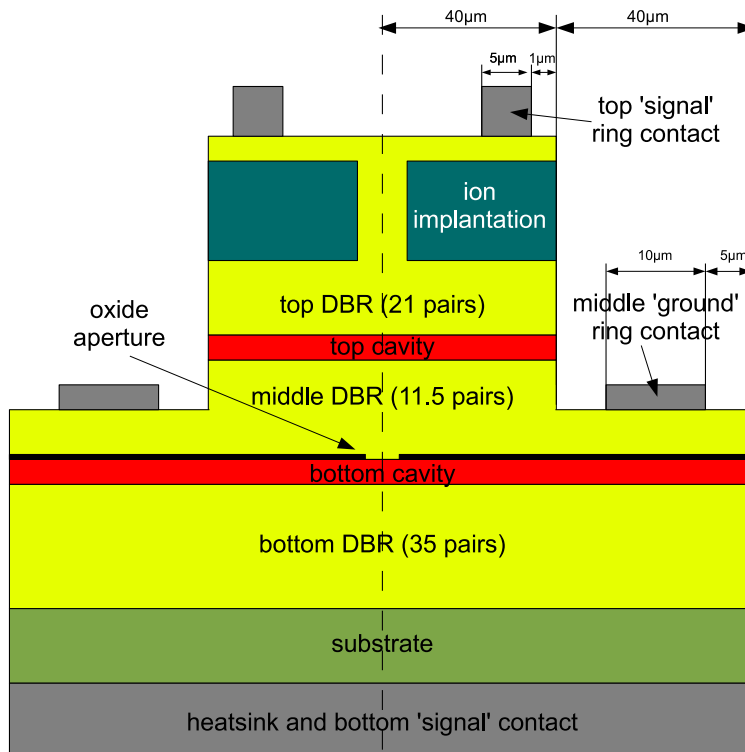 40µm
40µm
5µm
1µm
top 'signal'
ring contact
ion
implantation
10µm
5µm
oxide
aperture
top DBR (21 pairs)
middle 'ground'
ring contact
top cavity
middle DBR (11.5 pairs)
bottom cavity
bottom DBR (35 pairs)
substrate
heatsink and bottom 'signal' contact